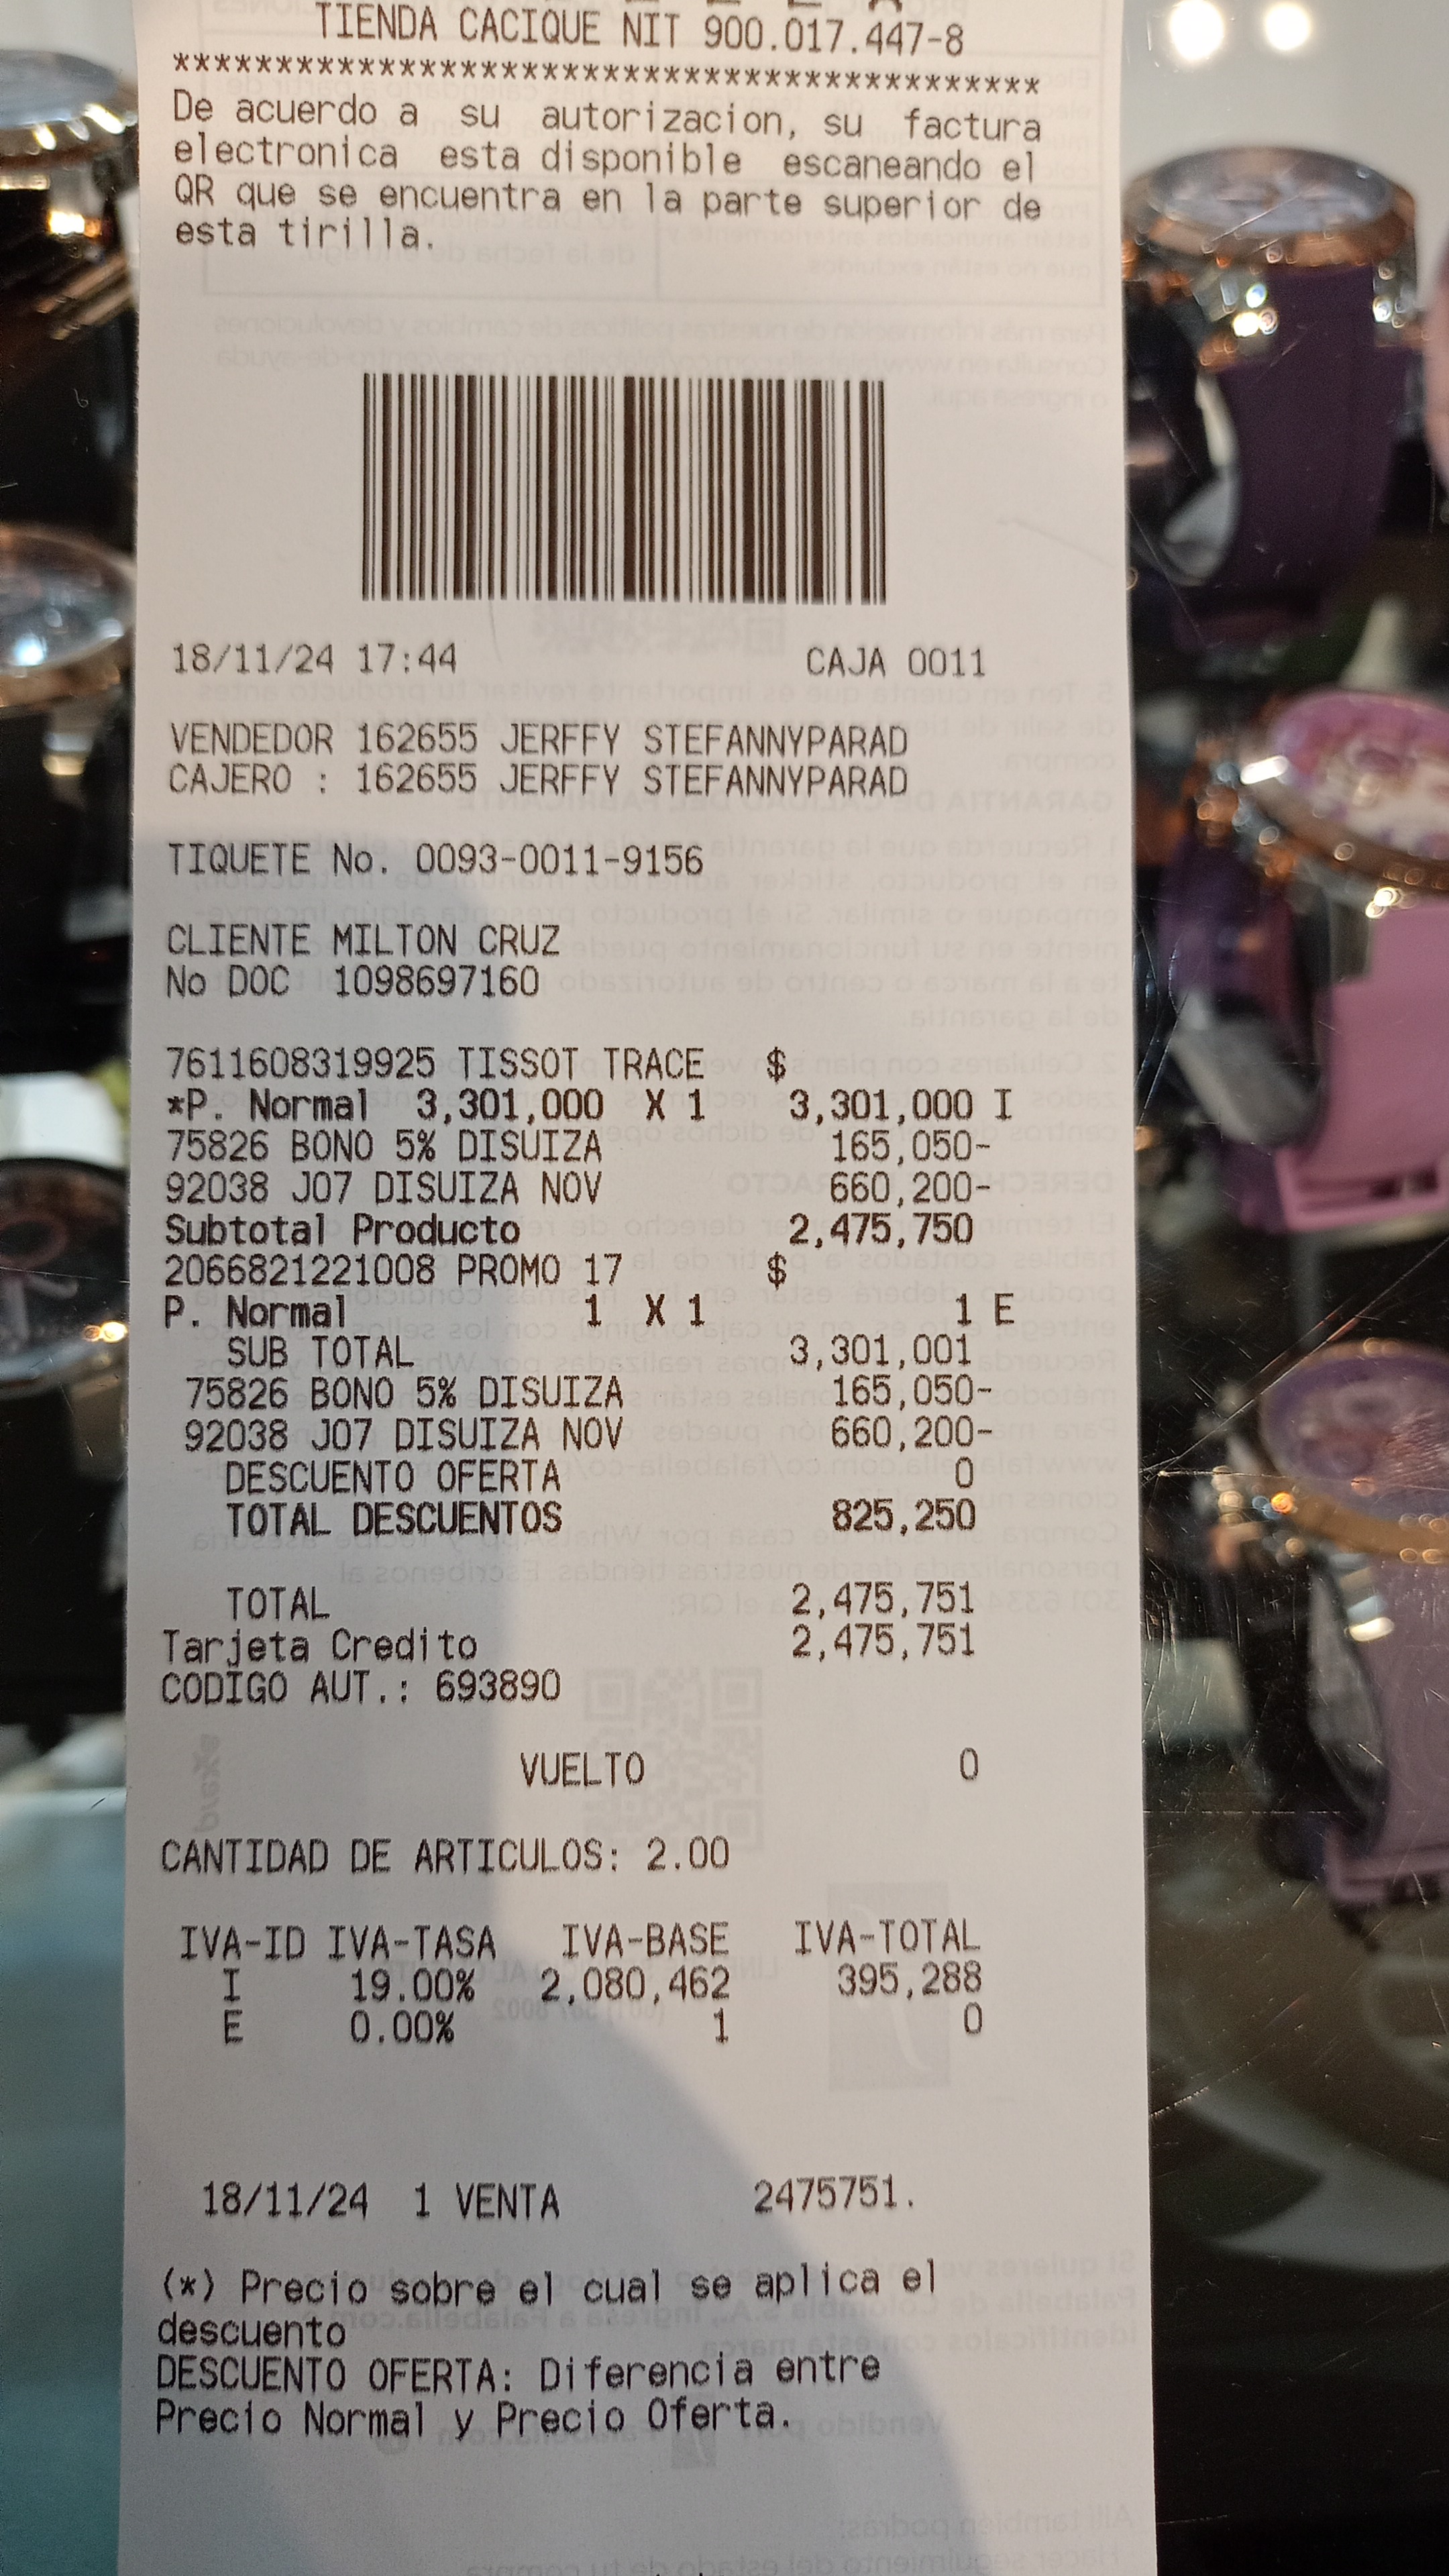 TIENDA CACIQUE NIT 900.017.447-8
******************************************
De acuerdo a su autorizacion, su factura
electronica esta disponible escaneando el
QR que se encuentra en la parte superior de
esta tirilla.
18/11/24 17:44 CAJA 0011
VENDEDOR 162655 JERFFY STEFANNYPARAD
CAJERO : 162655 JERFFY STEFANNYPARAD
TIQUETE No. 0093-0011-9156
CLIENTE MILTON CRUZ
No DOC 1098697160
7611608319925 TISSOT TRACE $
*P. Normal 3,301,000 X 1 3,301,000 I
75826 BONO 5% DISUIZA 165,050-
92038 J07 DISUIZA NOV 660,200-
Subtotal Producto 2,475,750
2066821221008 PROMO 17 $
P. Normal 1 X 1 1 E
SUB TOTAL 3,301,001
75826 BONO 5% DISUIZA 165,050-
92038 J07 DISUIZA NOV 660,200-
DESCUENTO OFERTA 0
TOTAL DESCUENTOS 825,250
TOTAL 2,475,751
Tarjeta Credito 2,475,751
CODIGO AUT.: 693890
VUELTO 0
CANTIDAD DE ARTICULOS: 2.00
IVA-ID IVA-TASA IVA-BASE IVA-TOTAL
I 19.00% 2,080,462 395,288
E 0.00% 1 0
18/11/24 1 VENTA 2475751.
(*) Precio sobre el cual se aplica el
descuento
DESCUENTO OFERTA: Diferencia entre
Precio Normal y Precio Oferta.